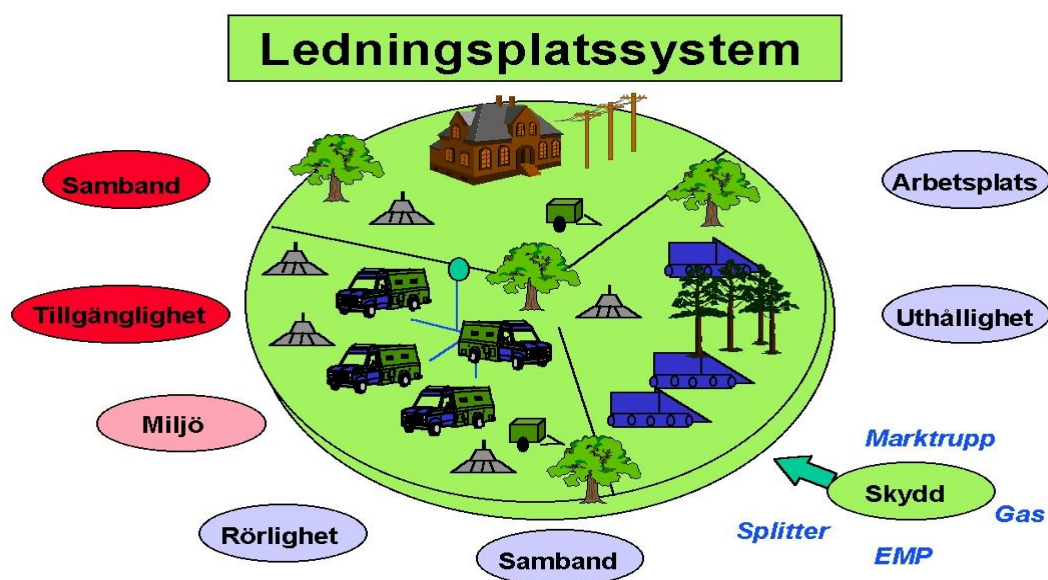 Ledningsplatssystem
Samband
Arbetsplats
Tillgänglighet
Uthållighet
Miljö
Marktrupp
Skydd
Gas
Splitter
Rörlighet
EMP
Samband